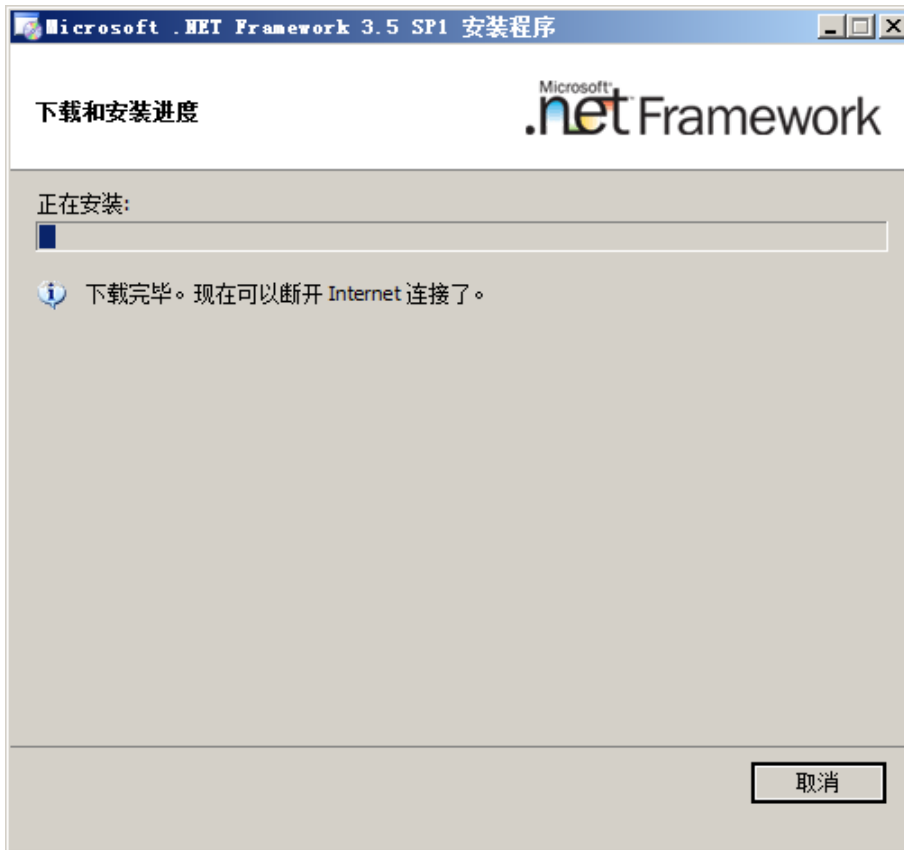 Microsoft .NET Framework 3.5 SP1 安装程序
下载和安装进度
Microsoft
.net Framework
正在安装:
下载完毕。现在可以断开 Internet 连接了。
取消